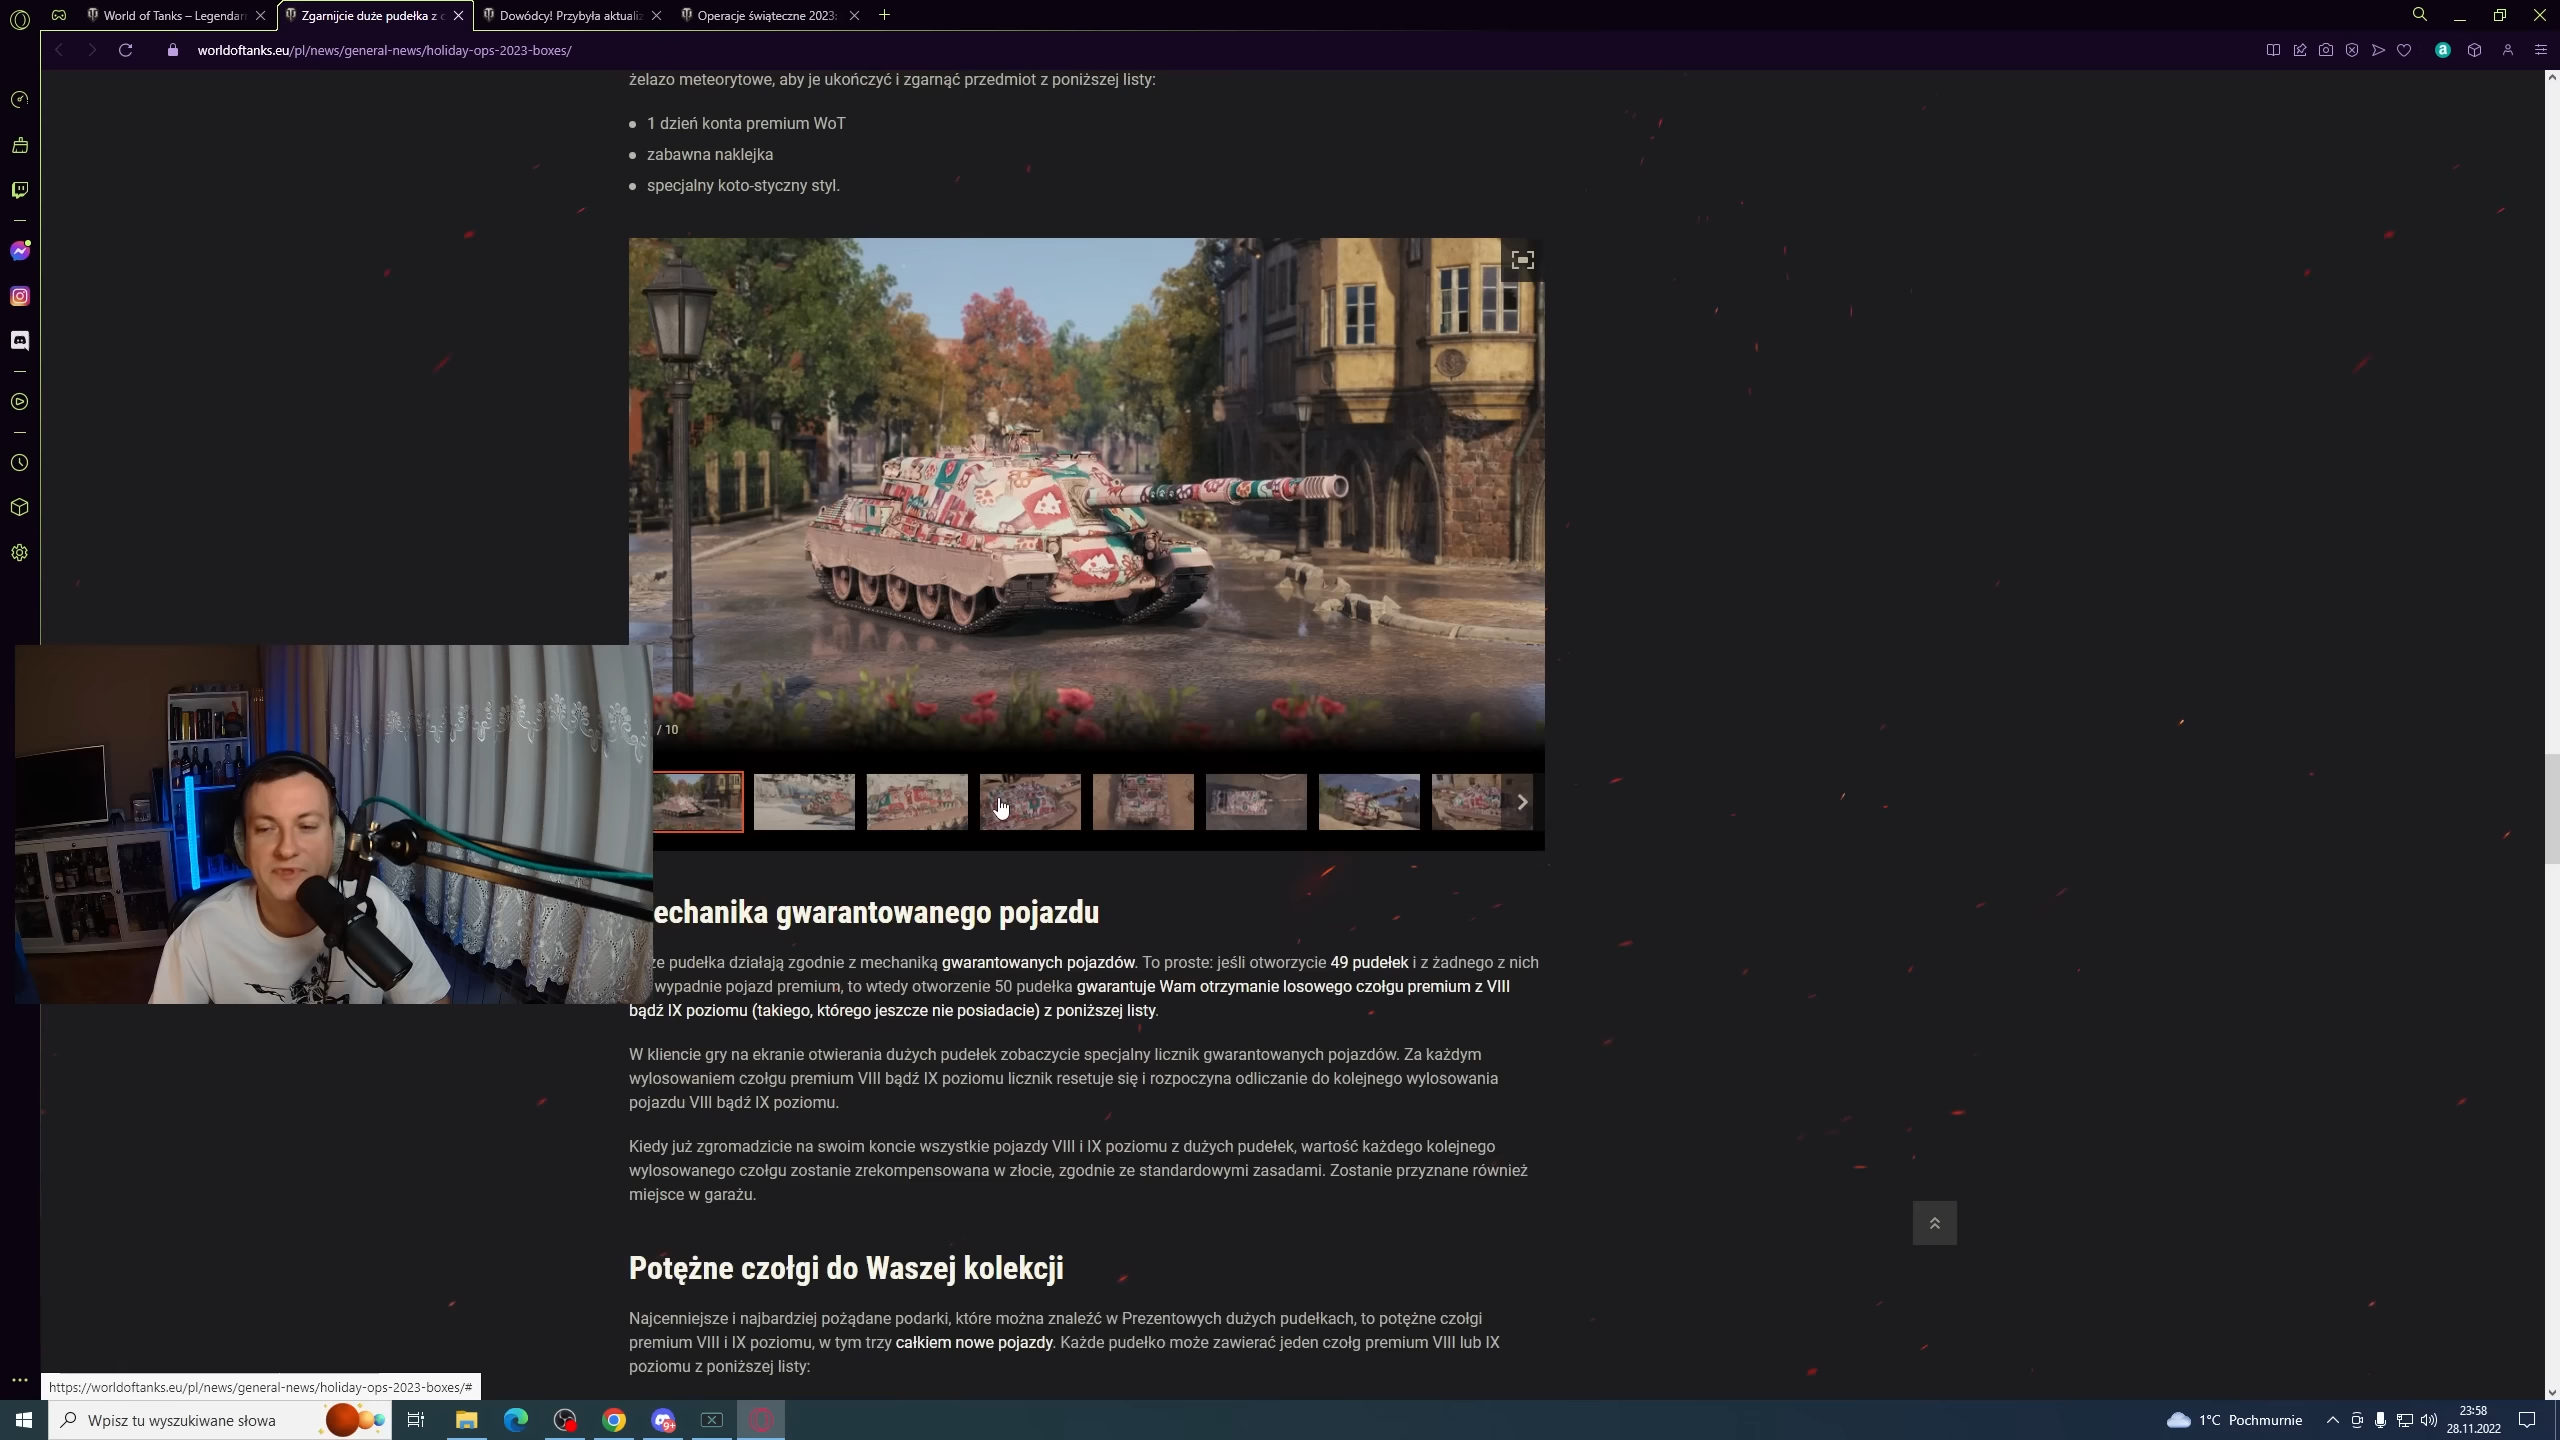 World of Tanks – Legendarn
Zgarnijcie duże pudełka z c
Dowódcy! Przybyła aktualiz
Operacje świąteczne 2023:
worldoftanks.eu/pl/news/general-news/holiday-ops-2023-boxes/
żelazo meteorytowe, aby je ukończyć i zgarnąć przedmiot z poniższej listy:
1 dzień konta premium WoT
zabawna naklejka
specjalny koto-styczny styl.
/ 10
echanika gwarantowanego pojazdu
że pudełka działają zgodnie z mechaniką gwarantowanych pojazdów. To proste: jeśli otworzycie 49 pudełek i z żadnego z nich
wypadnie pojazd premium, to wtedy otworzenie 50 pudełka gwarantuje Wam otrzymanie losowego czołgu premium z VIII
bądź IX poziomu (takiego, którego jeszcze nie posiadacie) z poniższej listy.
W kliencie gry na ekranie otwierania dużych pudełek zobaczycie specjalny licznik gwarantowanych pojazdów. Za każdym
wylosowaniem czołgu premium VIII bądź IX poziomu licznik resetuje się i rozpoczyna odliczanie do kolejnego wylosowania
pojazdu VIII bądź IX poziomu.
Kiedy już zgromadzicie na swoim koncie wszystkie pojazdy VIII i IX poziomu z dużych pudełek, wartość każdego kolejnego
wylosowanego czołgu zostanie zrekompensowana w złocie, zgodnie ze standardowymi zasadami. Zostanie przyznane również
miejsce w garażu.
Potężne czołgi do Waszej kolekcji
Najcenniejsze i najbardziej pożądane podarki, które można znaleźć w Prezentowych dużych pudełkach, to potężne czołgi
premium VIII i IX poziomu, w tym trzy całkiem nowe pojazdy. Każde pudełko może zawierać jeden czołg premium VIII lub IX
poziomu z poniższej listy:
https://worldoftanks.eu/pl/news/general-news/holiday-ops-2023-boxes/#
Wpisz tu wyszukiwane słowa
9+
1°C Pochmurnie
23:58
28.11.2022